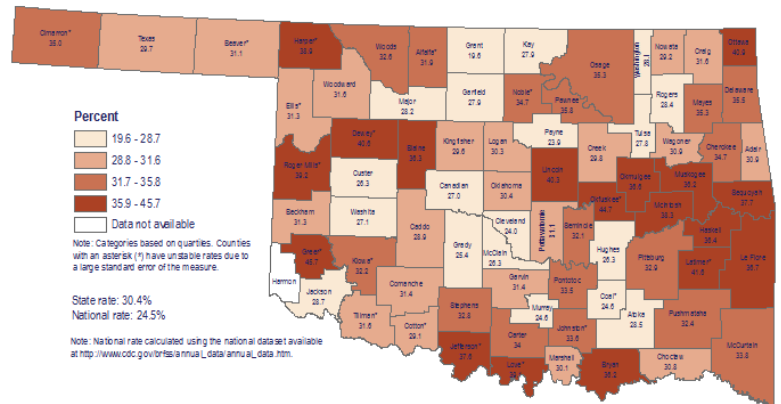 Cimarron*
35.0
Texas
29.7
Beaver*
31.1
Harper*
Woods
32.6
Alfalfa*
31.9
Grant
19.6
Kay
27.9
Osage
35.3
Washington
Nowata
29.2
Craig
31.6
Ottawa
40.9
Ellis*
31.3
Woodward
31.6
Major
28.2
Garfield
27.9
Noble*
34.7
Pawnee
35.8
Rogers
28.4
Mayes
35.3
Delaware
35.8
Roger Mills*
39.2
Dewey*
40.6
Blaine
Kingfisher
29.6
Logan
30.3
Payne
23.9
Creek
29.8
Tulsa
27.8
Wagoner
30.9
Cherokee
34.7
Adair
30.9
Custer
26.3
Canadian
27.0
Oklahoma
30.4
Lincoln
40.3
Okmulgee
Muskogee
36.2
Sequoyah
37.7
Beckham
31.3
Washita
27.1
Caddo
28.9
Grady
25.4
Cleveland
24.0
McClain
26.3
Pottawatomie
31.1
Seminole
32.1
Okfuskee*
44.7
McIntosh
38.3
Haskell
36.4
Hughes
26.3
Pittsburg
32.9
Latimer*
Le Flore
Greer*
45.7
Kiowa*
32.2
Harmon
Jackson
28.7
Tillman*
31.6
Comanche
31.4
Cotton*
29.1
Stephens
32.8
Garvin
31.4
Murray
24.6
Pontotoc
33.5
Coal*
24.6
Atoka
28.5
Pushmataha
32.4
McCurtain
33.8
Jefferson*
37.6
Carter
34
Johnston*
33.6
Love*
Marshall
30.1
Bryan
36.2
Choctaw
30.8
Percent
19.6 - 28.7
28.8 - 31.6
31.7 - 35.8
35.9 - 45.7
Data not available
Note: Categories based on quartiles. Counties
with an asterisk (*) have unstable rates due to
a large standard error of the measure.
State rate: 30.4%
National rate: 24.5%
Note: National rate calculated using the national dataset available
at http://www.cdc.gov/brfss/annual_data/annual_data.htm.